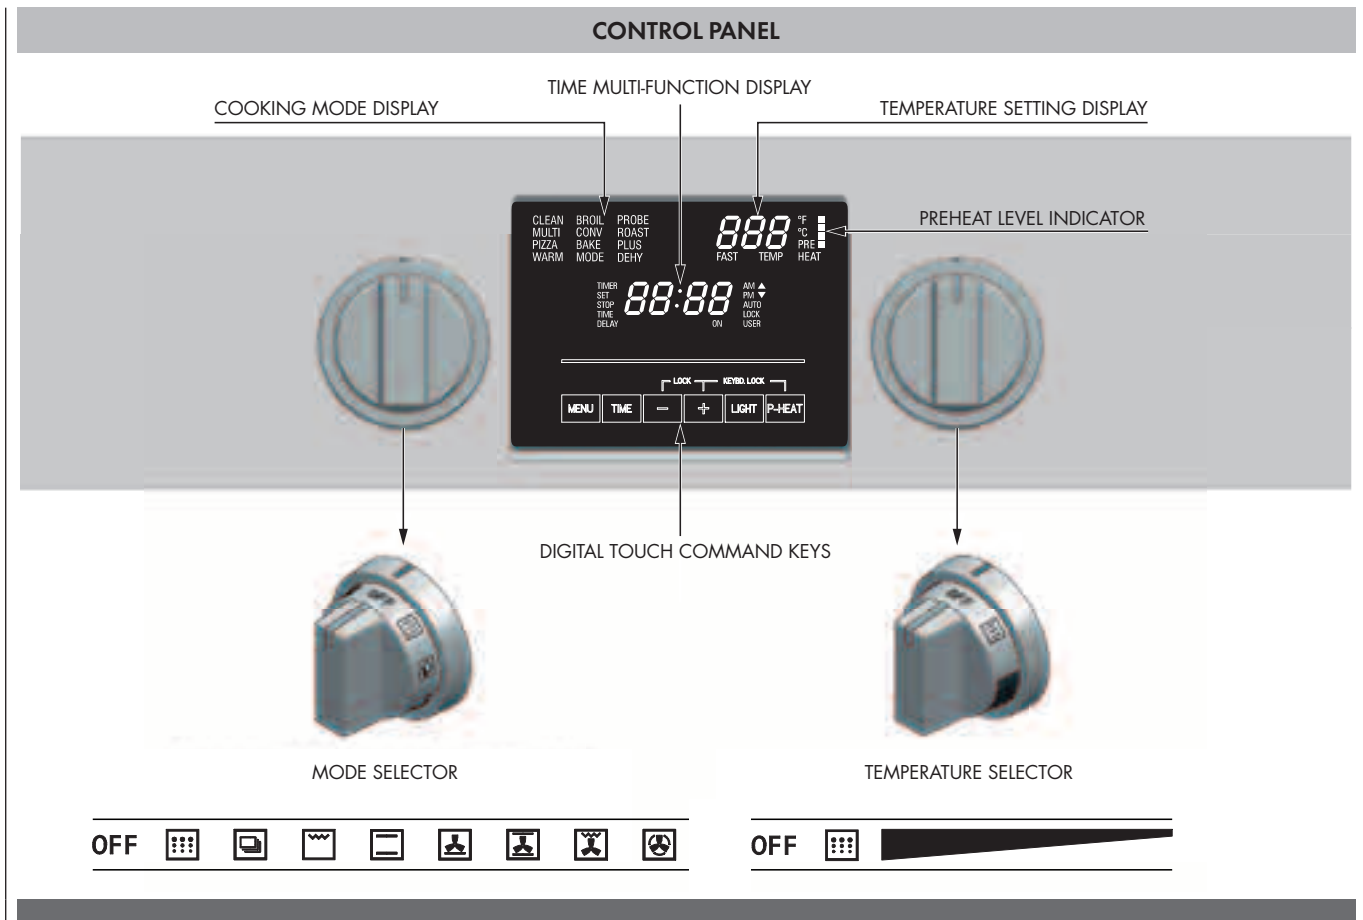 CONTROL PANEL
TIME MULTI-FUNCTION DISPLAY
COOKING MODE DISPLAY
TEMPERATURE SETTING DISPLAY
PREHEAT LEVEL INDICATOR
CLEAN BROIL PROBE
MULTI CONV ROAST
PIZZA BAKE PLUS
WARM MODE DEHY
888 °F
°C
PRE
FAST TEMP HEAT
TIMER
SET
STOP
TIME
DELAY
88:88
ON
AM
PM
AUTO
LOCK
USER
LOCK KEYBD. LOCK
MENU TIME − + LIGHT P-HEAT
DIGITAL TOUCH COMMAND KEYS
OFF
OFF
MODE SELECTOR
TEMPERATURE SELECTOR
OFF
OFF